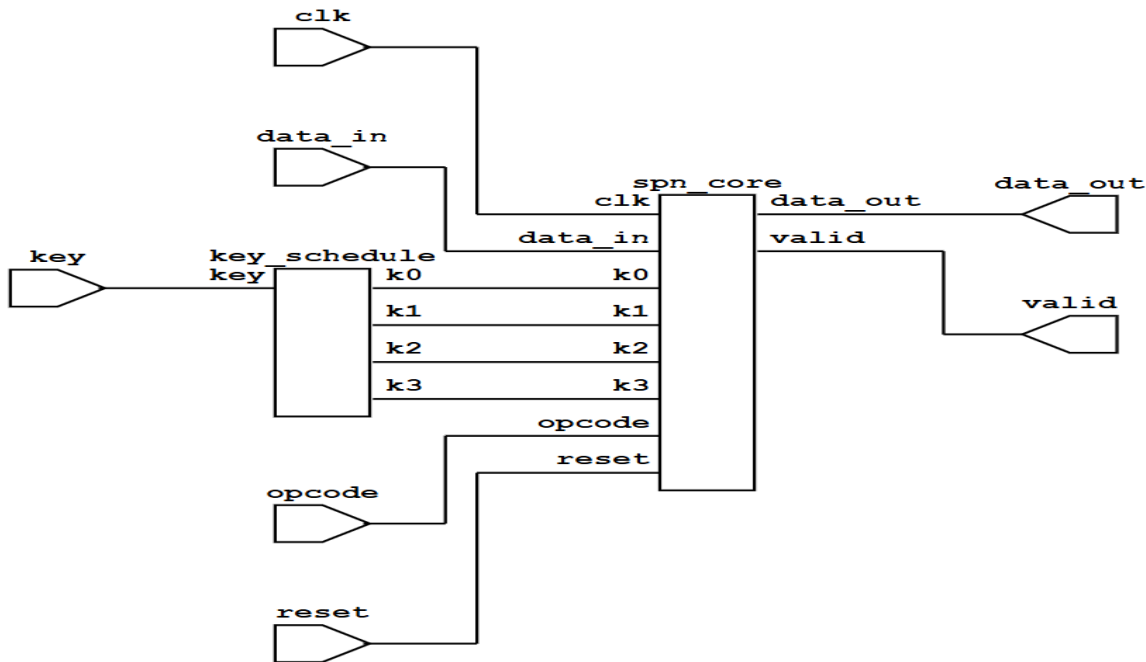 clk
data_in
spn_core
data_out
clk
data_out
data_in
valid
key
key_schedule
key
k0
k0
k1
k1
valid
k2
k2
k3
k3
opcode
reset
opcode
reset